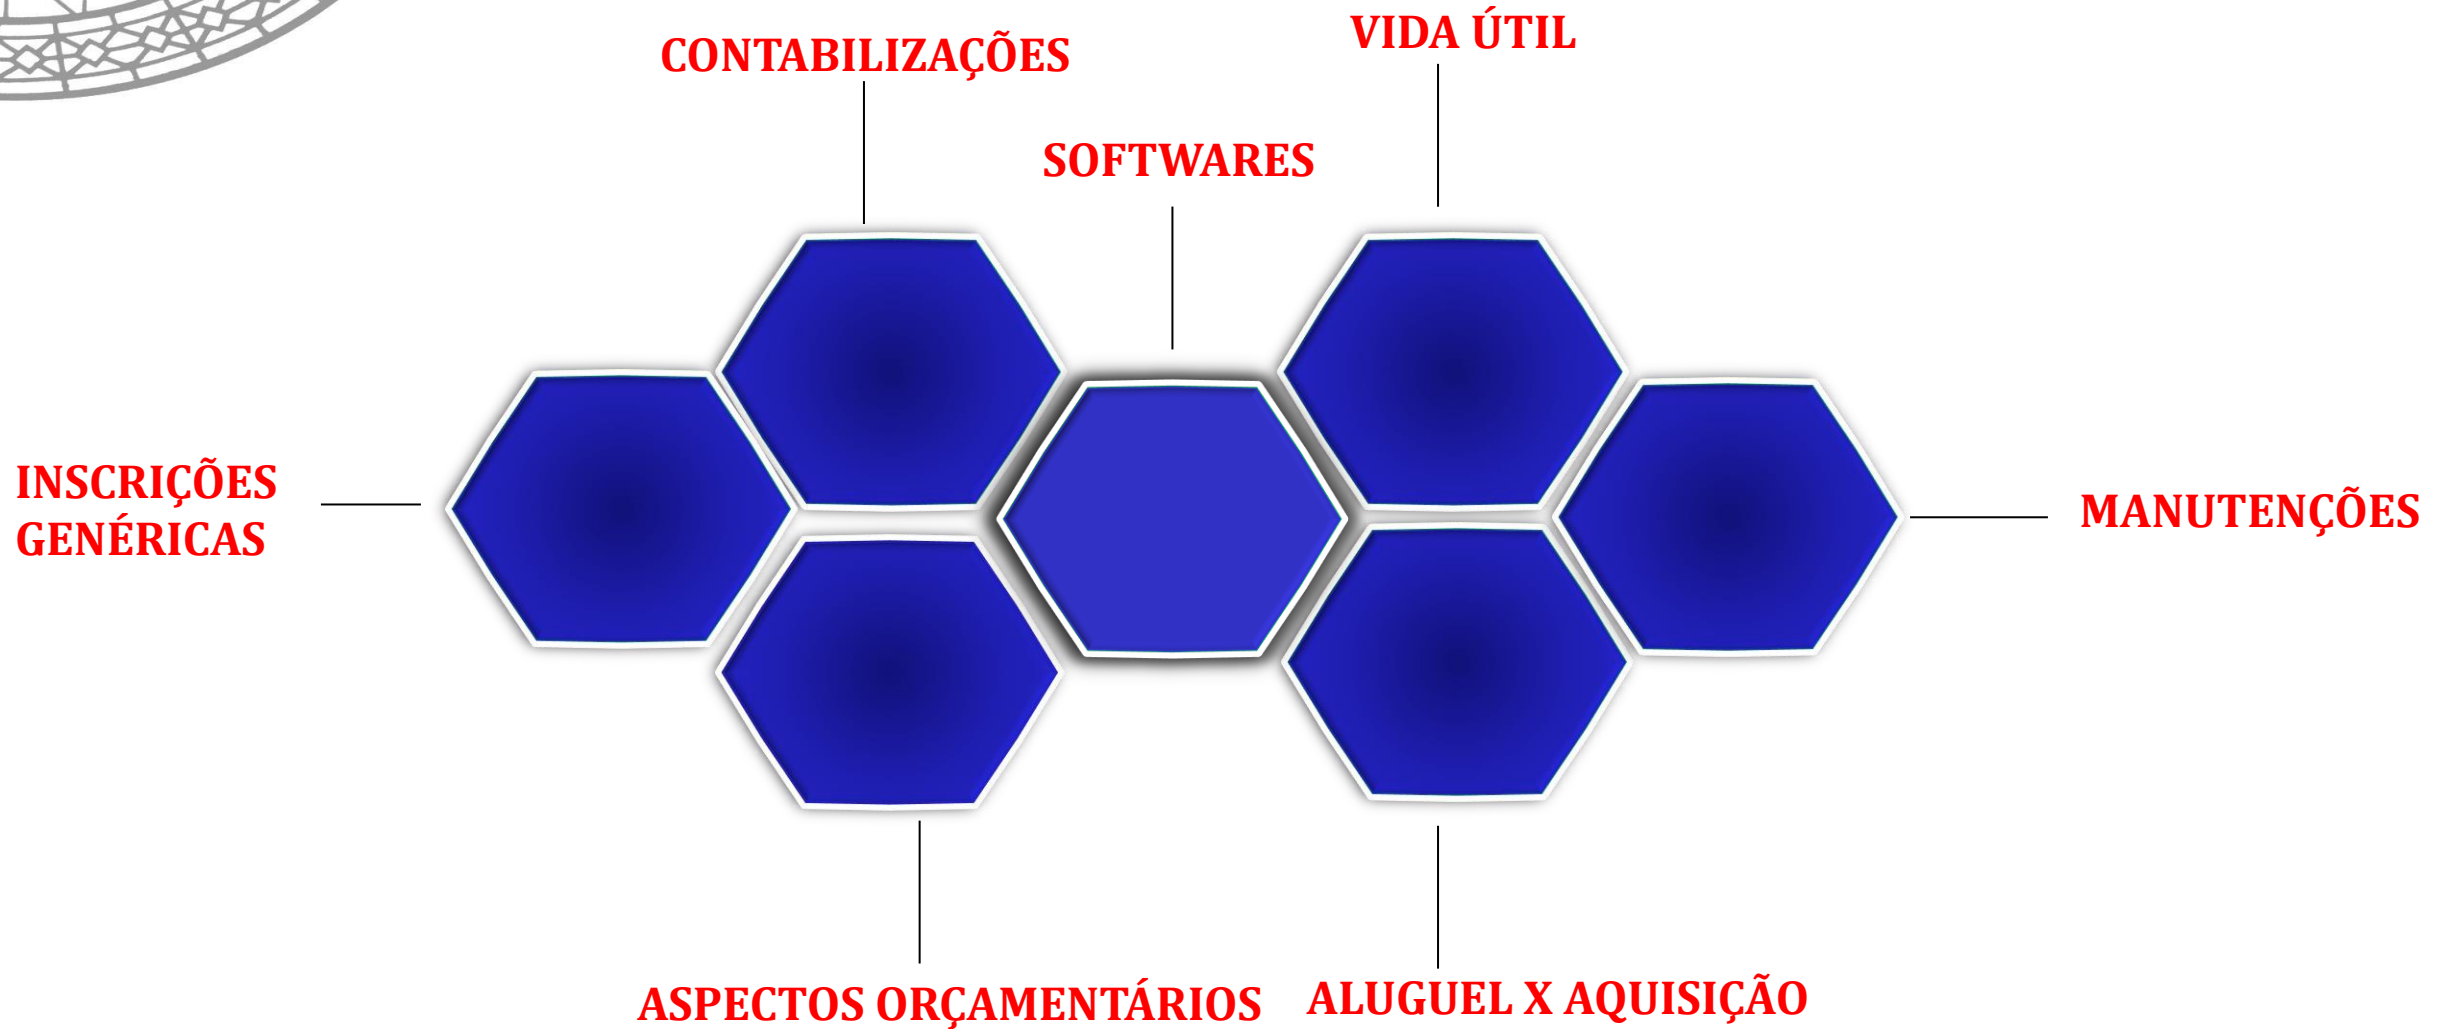 VIDA ÚTIL
CONTABILIZAÇÕES
SOFTWARES
INSCRIÇÕES
GENÉRICAS
MANUTENÇÕES
ASPECTOS ORÇAMENTÁRIOS
ALUGUEL X AQUISIÇÃO